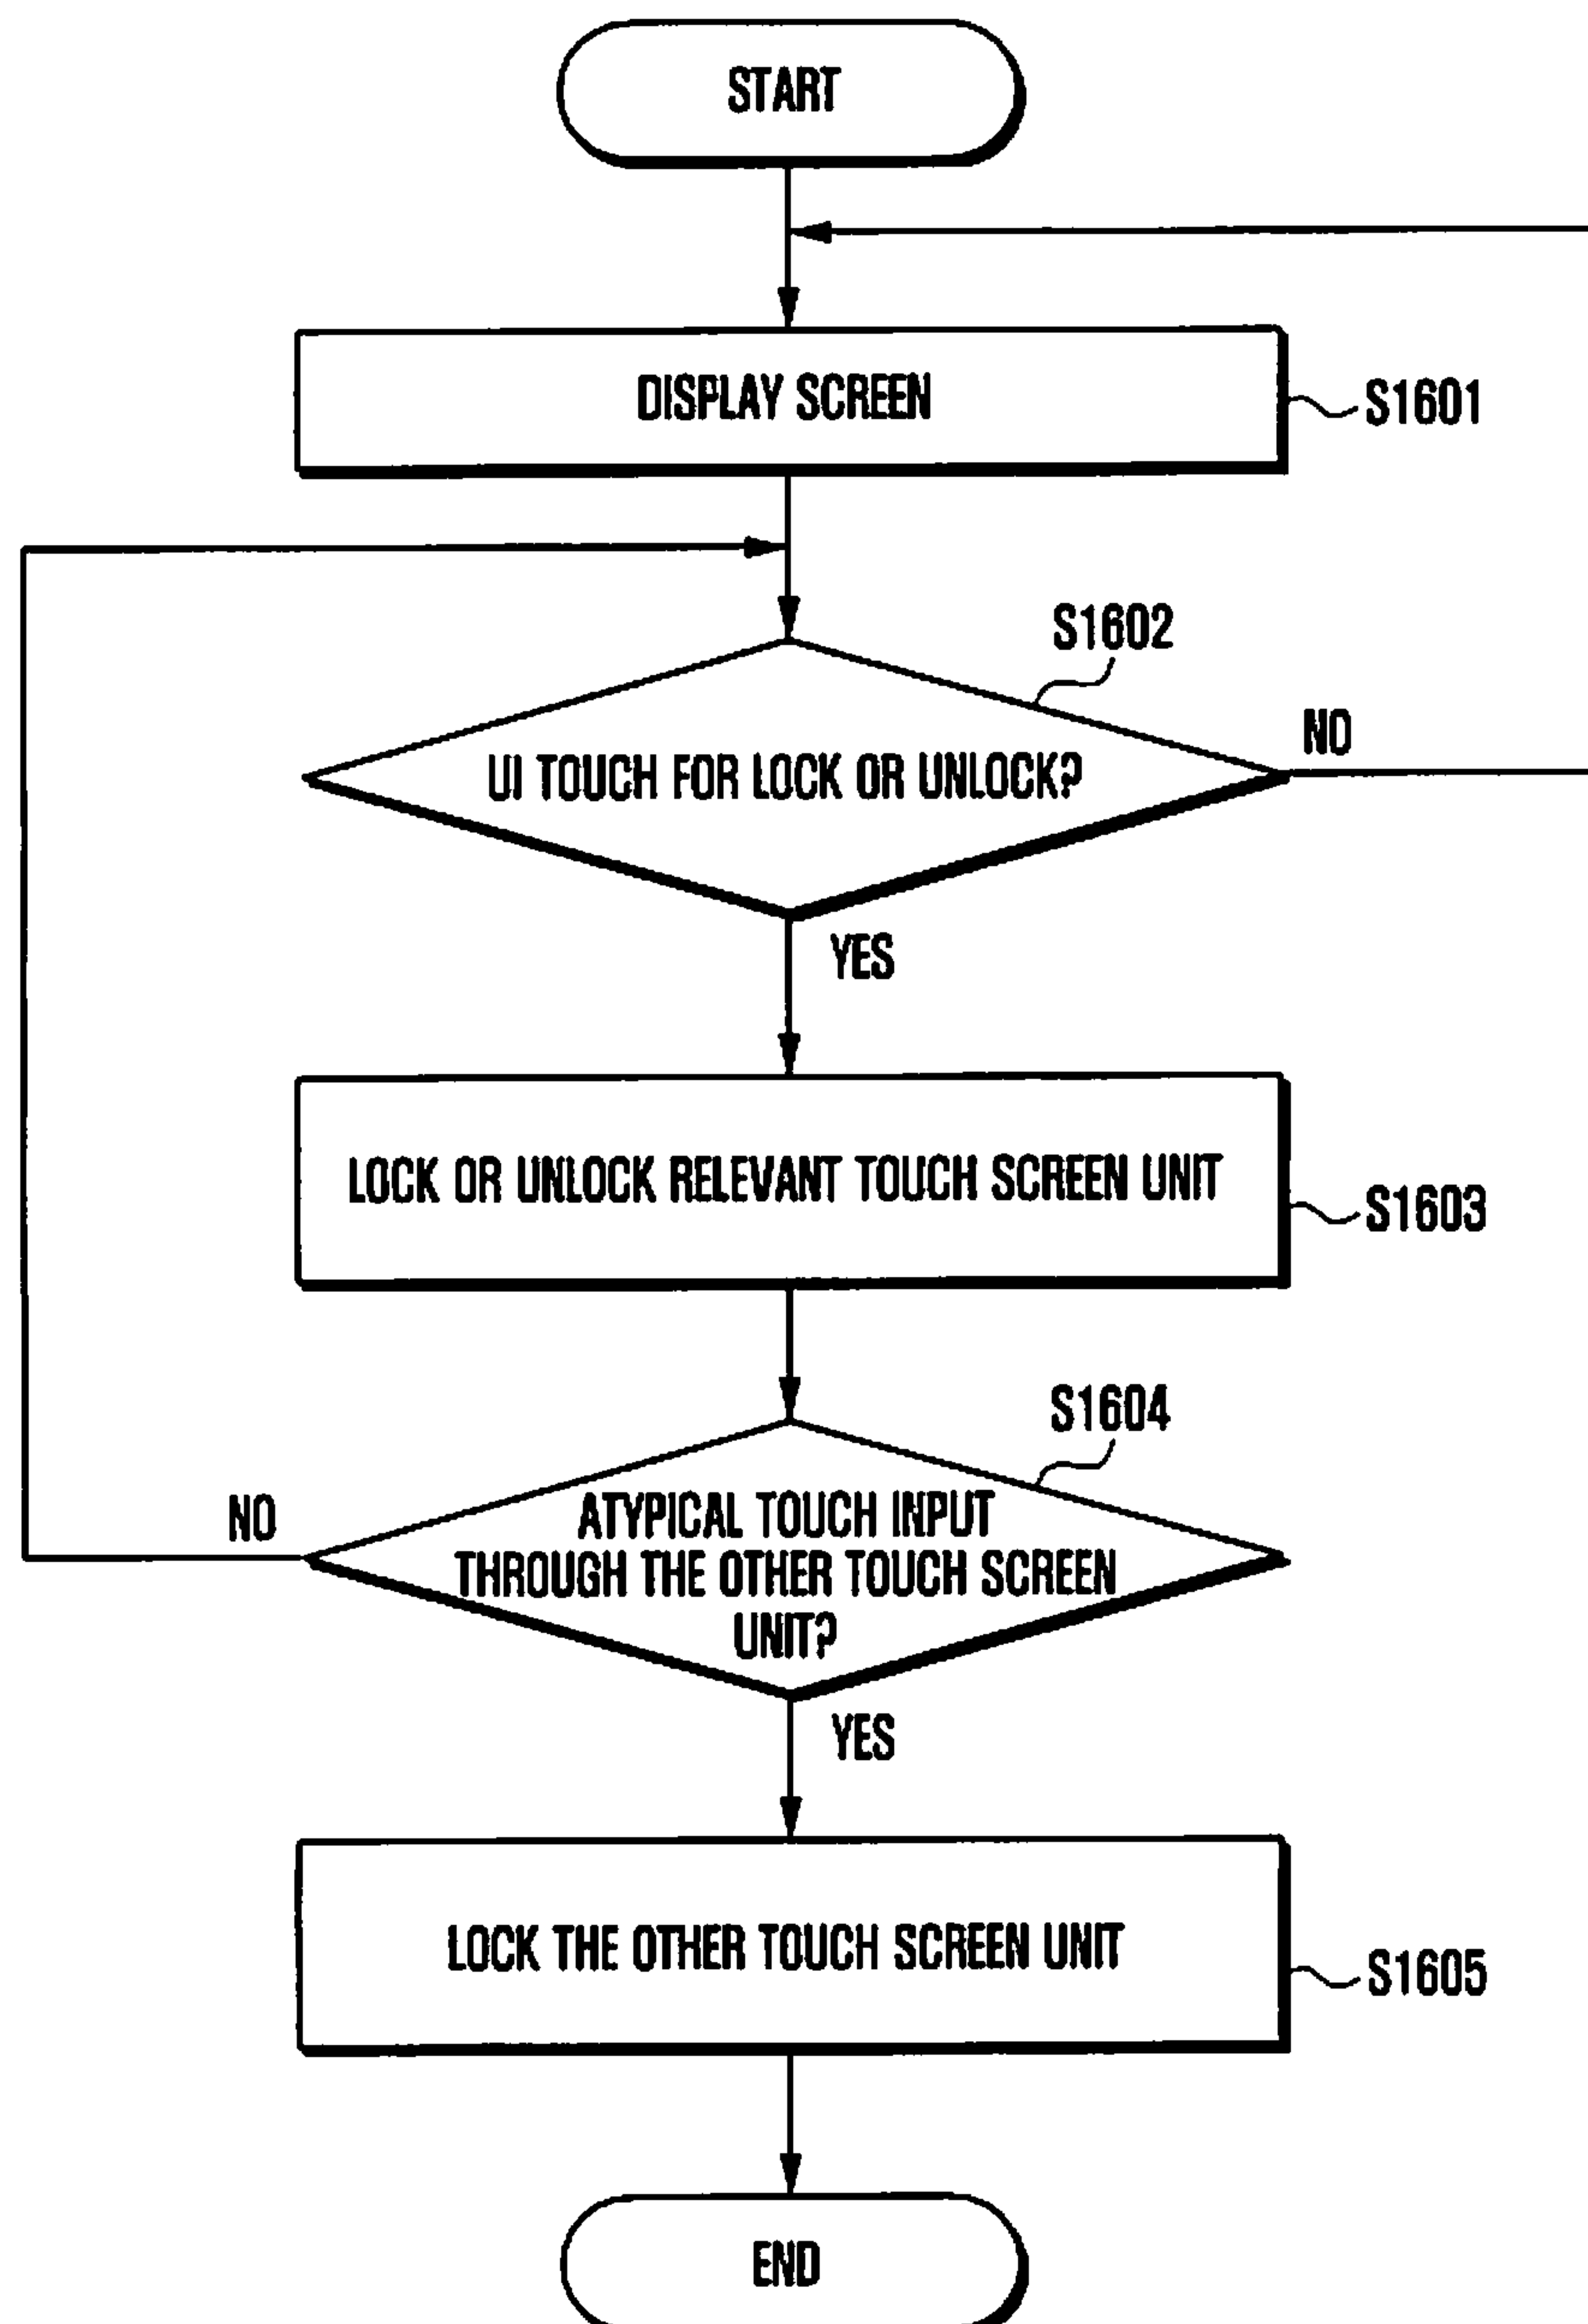 START
DISPLAY SCREEN
S1601
S1602
UI TOUCH FOR LOCK OR UNLOCK?
NO
YES
LOCK OR UNLOCK RELEVANT TOUCH SCREEN UNIT
S1603
S1604
ATYPICAL TOUCH INPUT
THROUGH THE OTHER TOUCH SCREEN
UNIT?
NO
YES
LOCK THE OTHER TOUCH SCREEN UNIT
S1605
END